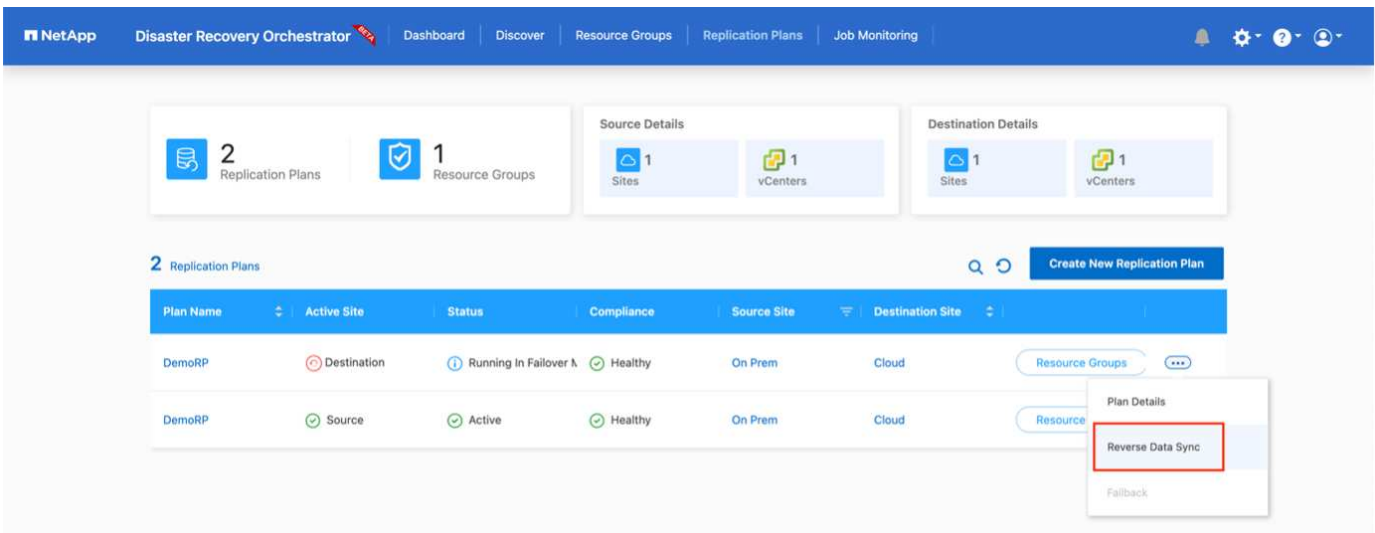 NetApp Disaster Recovery Orchestrator BETA Dashboard Discover Resource Groups Replication Plans Job Monitoring
2 Replication Plans
1 Resource Groups
Source Details
1 Sites
1 vCenters
Destination Details
1 Sites
1 vCenters
2 Replication Plans
Create New Replication Plan
Plan Name Active Site Status Compliance Source Site Destination Site
DemoRP Destination Running In Failover M Healthy On Prem Cloud Resource Groups
DemoRP Source Active Healthy On Prem Cloud Resource
Plan Details
Reverse Data Sync
Failback